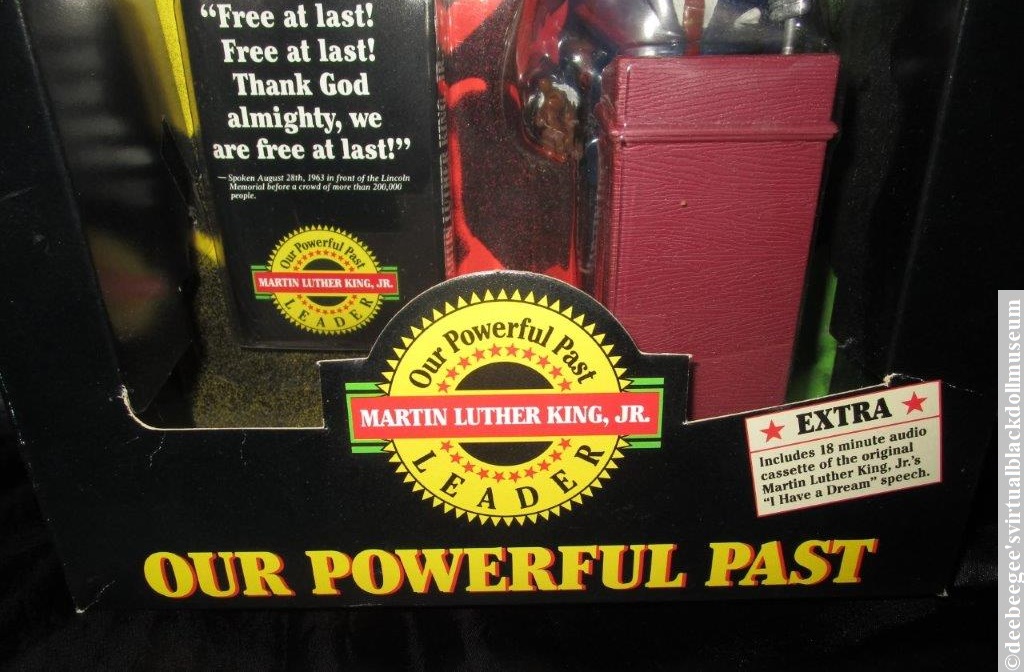 “Free at last!
Free at last!
Thank God
almighty, we
are free at last!”
— Spoken August 28th, 1963 in front of the Lincoln
Memorial before a crowd of more than 200,000
people.
Our Powerful Past
MARTIN LUTHER KING, JR.
LEADER
Our Powerful Past
MARTIN LUTHER KING, JR.
LEADER
EXTRA
Includes 18 minute audio
cassette of the original
Martin Luther King, Jr.'s
“I Have a Dream” speech.
OUR POWERFUL PAST
©deebeegee'svirtualblackdollmuseum